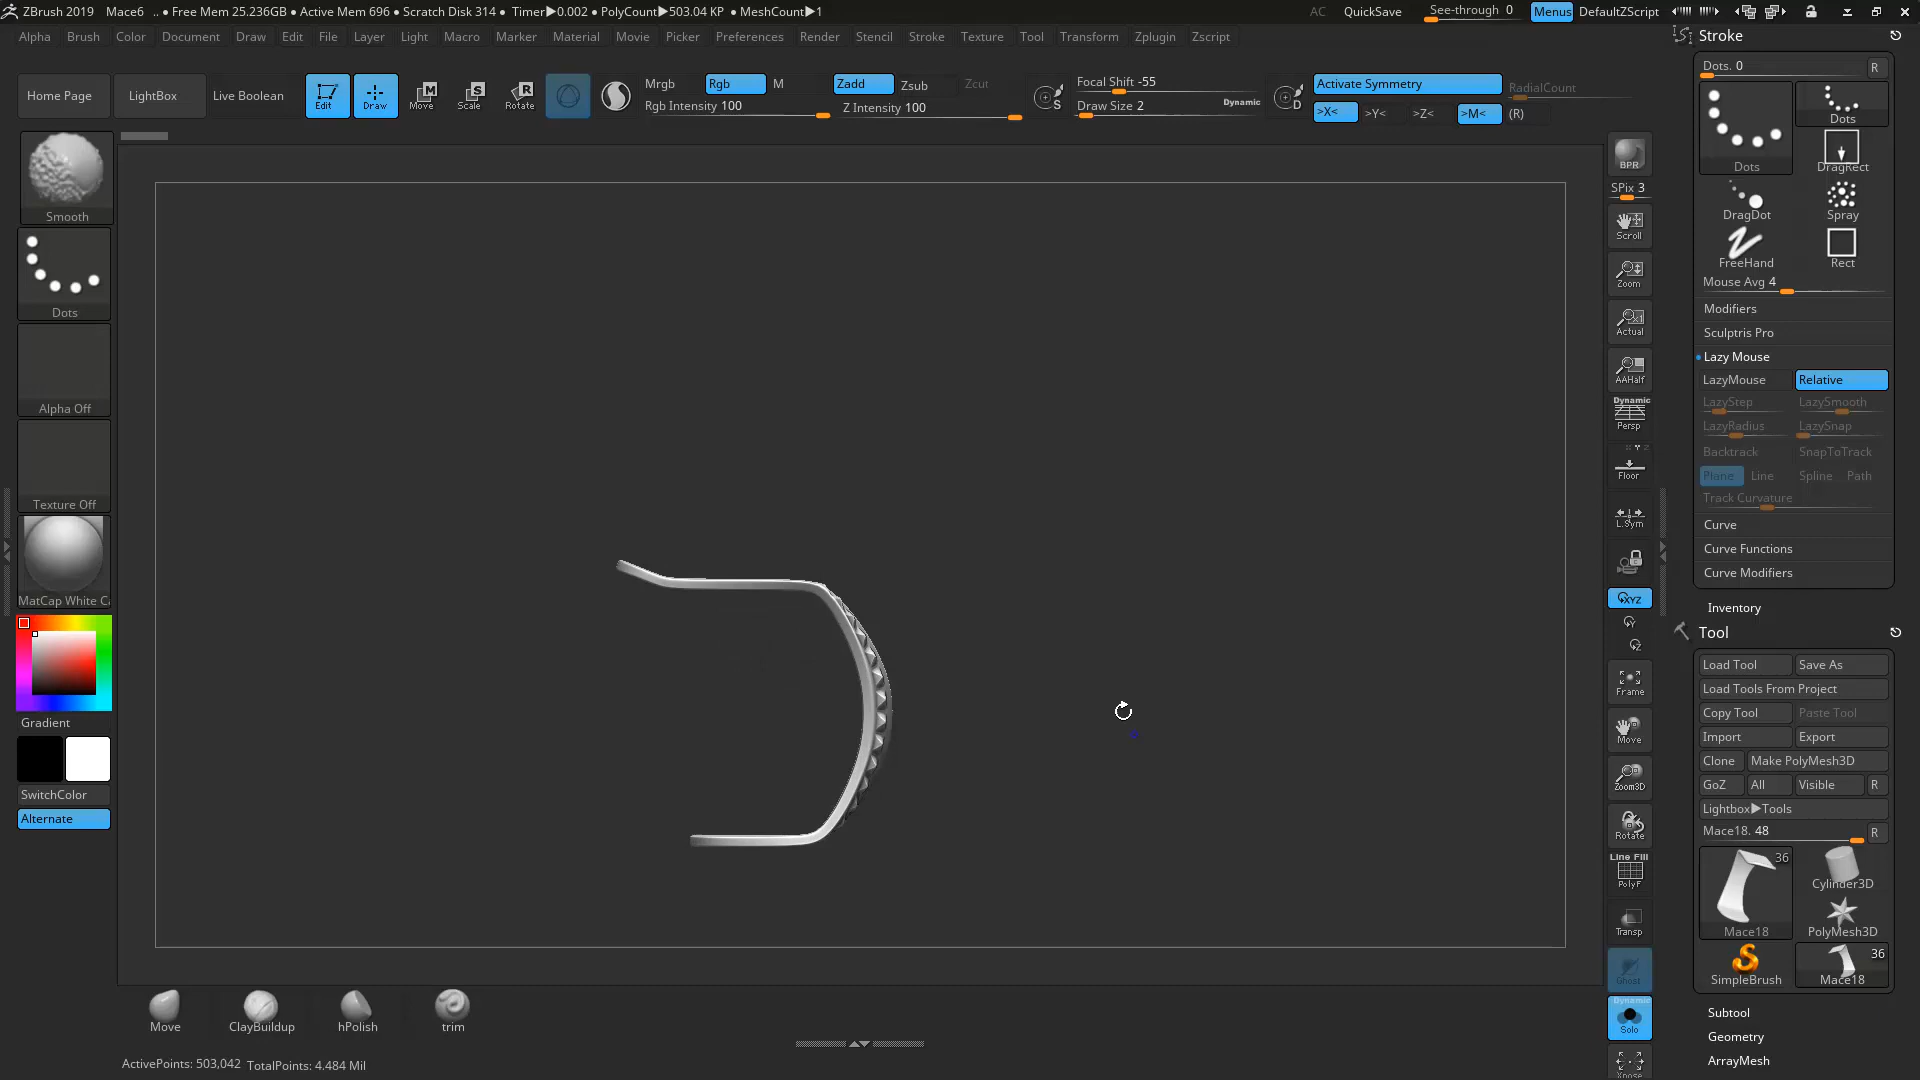 ZBrush 2019 Mace6 .. ● Free Mem 25.236GB ● Active Mem 696 ● Scratch Disk 314 ● Timer▶0.002 ● PolyCount▶503.04 KP ● MeshCount▶1 AC QuickSave See-through 0 Menus DefaultZScript
Alpha Brush Color Document Draw Edit File Layer Light Macro Marker Material Movie Picker Preferences Render Stencil Stroke Texture Tool Transform Zplugin Zscript
Home Page LightBox Live Boolean Edit Draw Move Scale Rotate
Mrgb Rgb M Zadd Zsub Zcut
Rgb Intensity 100 Z Intensity 100
S
Focal Shift -55
Draw Size 2 Dynamic
D
Activate Symmetry RadialCount
>X< >Y< >Z< >M< (R)
Smooth
Dots
Alpha Off
Texture Off
MatCap White C
Gradient
SwitchColor
Alternate
Move ClayBuildup hPolish trim
ActivePoints: 503,042 TotalPoints: 4.484 Mil
BPR
SPix 3
Scroll
Zoom
Actual
AAHalf
Dynamic
Persp
Floor
L.Sym
XYZ
Y
Z
Frame
Move
Zoom3D
Rotate
Line Fill
PolyF
Transp
Ghost
Dynamic
Solo
Xpose
Stroke
Dots. 0 R
Dots Dots
DragRect
DragDot Spray
FreeHand Rect
Mouse Avg 4
Modifiers
Sculptris Pro
Lazy Mouse
LazyMouse Relative
LazyStep LazySmooth
LazyRadius LazySnap
Backtrack SnapToTrack
Plane Line Spline Path
Track Curvature
Curve
Curve Functions
Curve Modifiers
Inventory
Tool
Load Tool Save As
Load Tools From Project
Copy Tool Paste Tool
Import Export
Clone Make PolyMesh3D
GoZ All Visible R
Lightbox▶Tools
Mace18. 48 R
36
Mace18 Cylinder3D
PolyMesh3D
SimpleBrush 36 Mace18
Subtool
Geometry
ArrayMesh